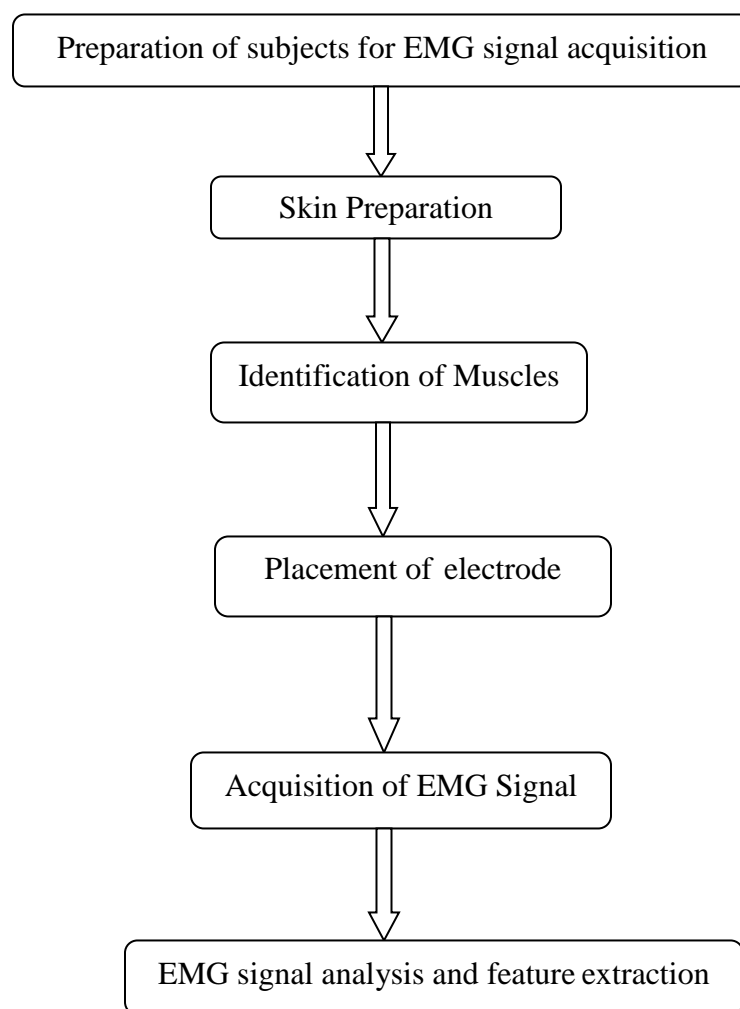 Preparation of subjects for EMG signal acquisition
Skin Preparation
Identification of Muscles
Placement of electrode
Acquisition of EMG Signal
EMG signal analysis and feature extraction